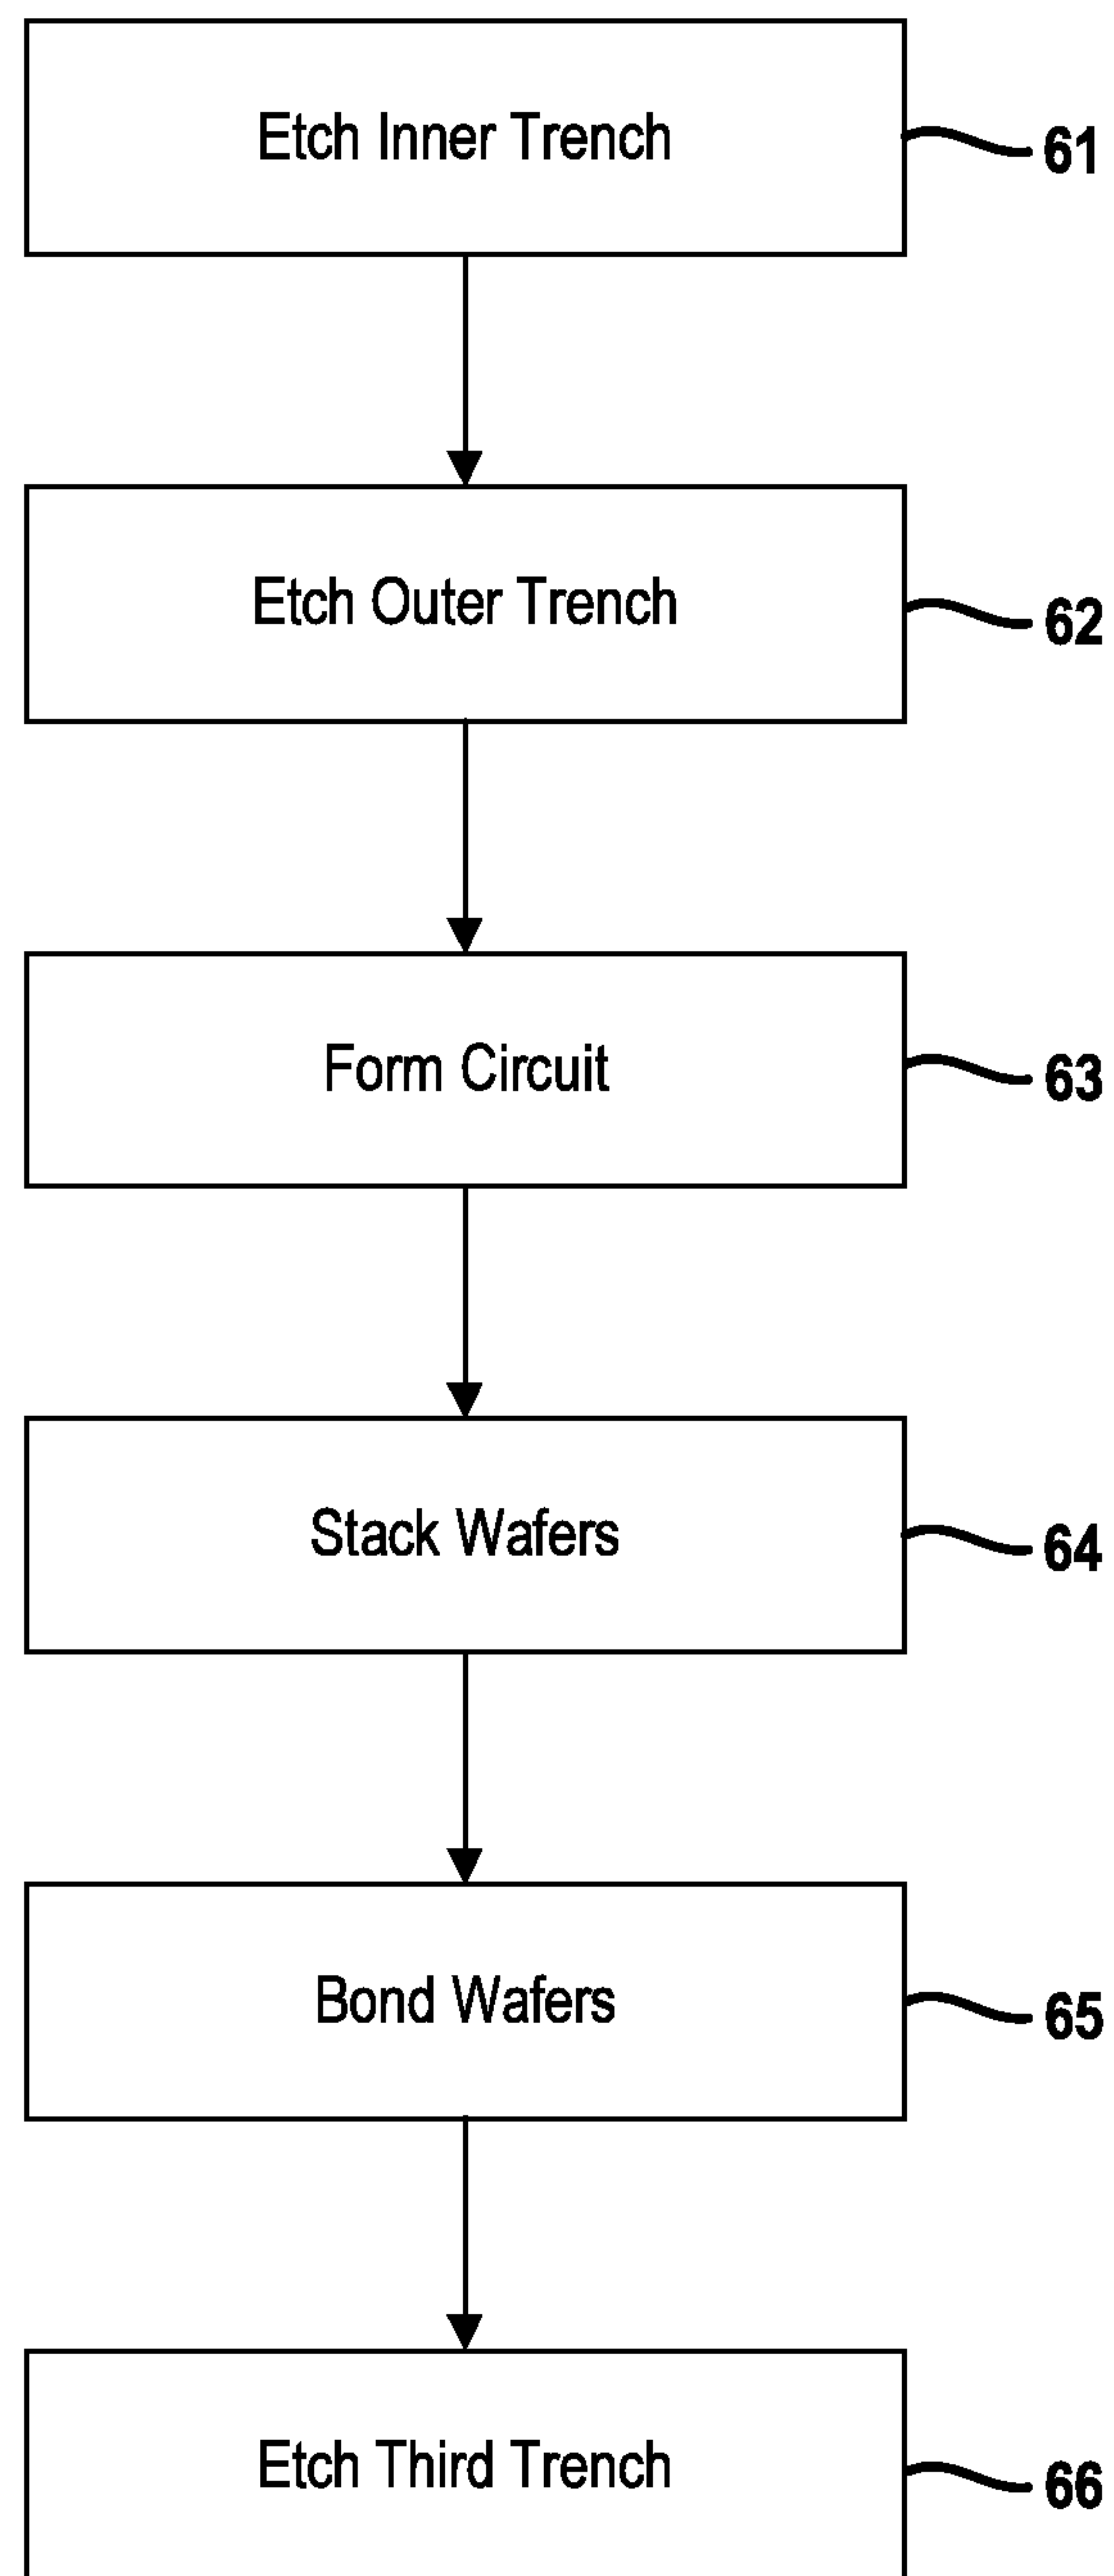 Etch Inner Trench
61
Etch Outer Trench
62
Form Circuit
63
Stack Wafers
64
Bond Wafers
65
Etch Third Trench
66